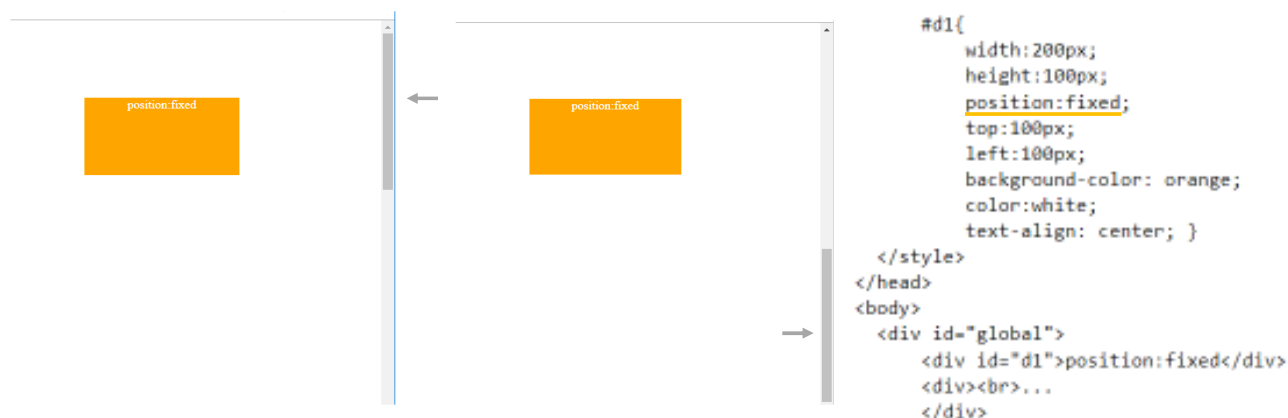 position:fixed
position:fixed
#d1{
width:200px;
height:100px;
position:fixed;
top:100px;
left:100px;
background-color: orange;
color:white;
text-align: center; }
</style>
</head>
<body>
<div id="global">
<div id="d1">position:fixed</div>
<div><br>...
</div>